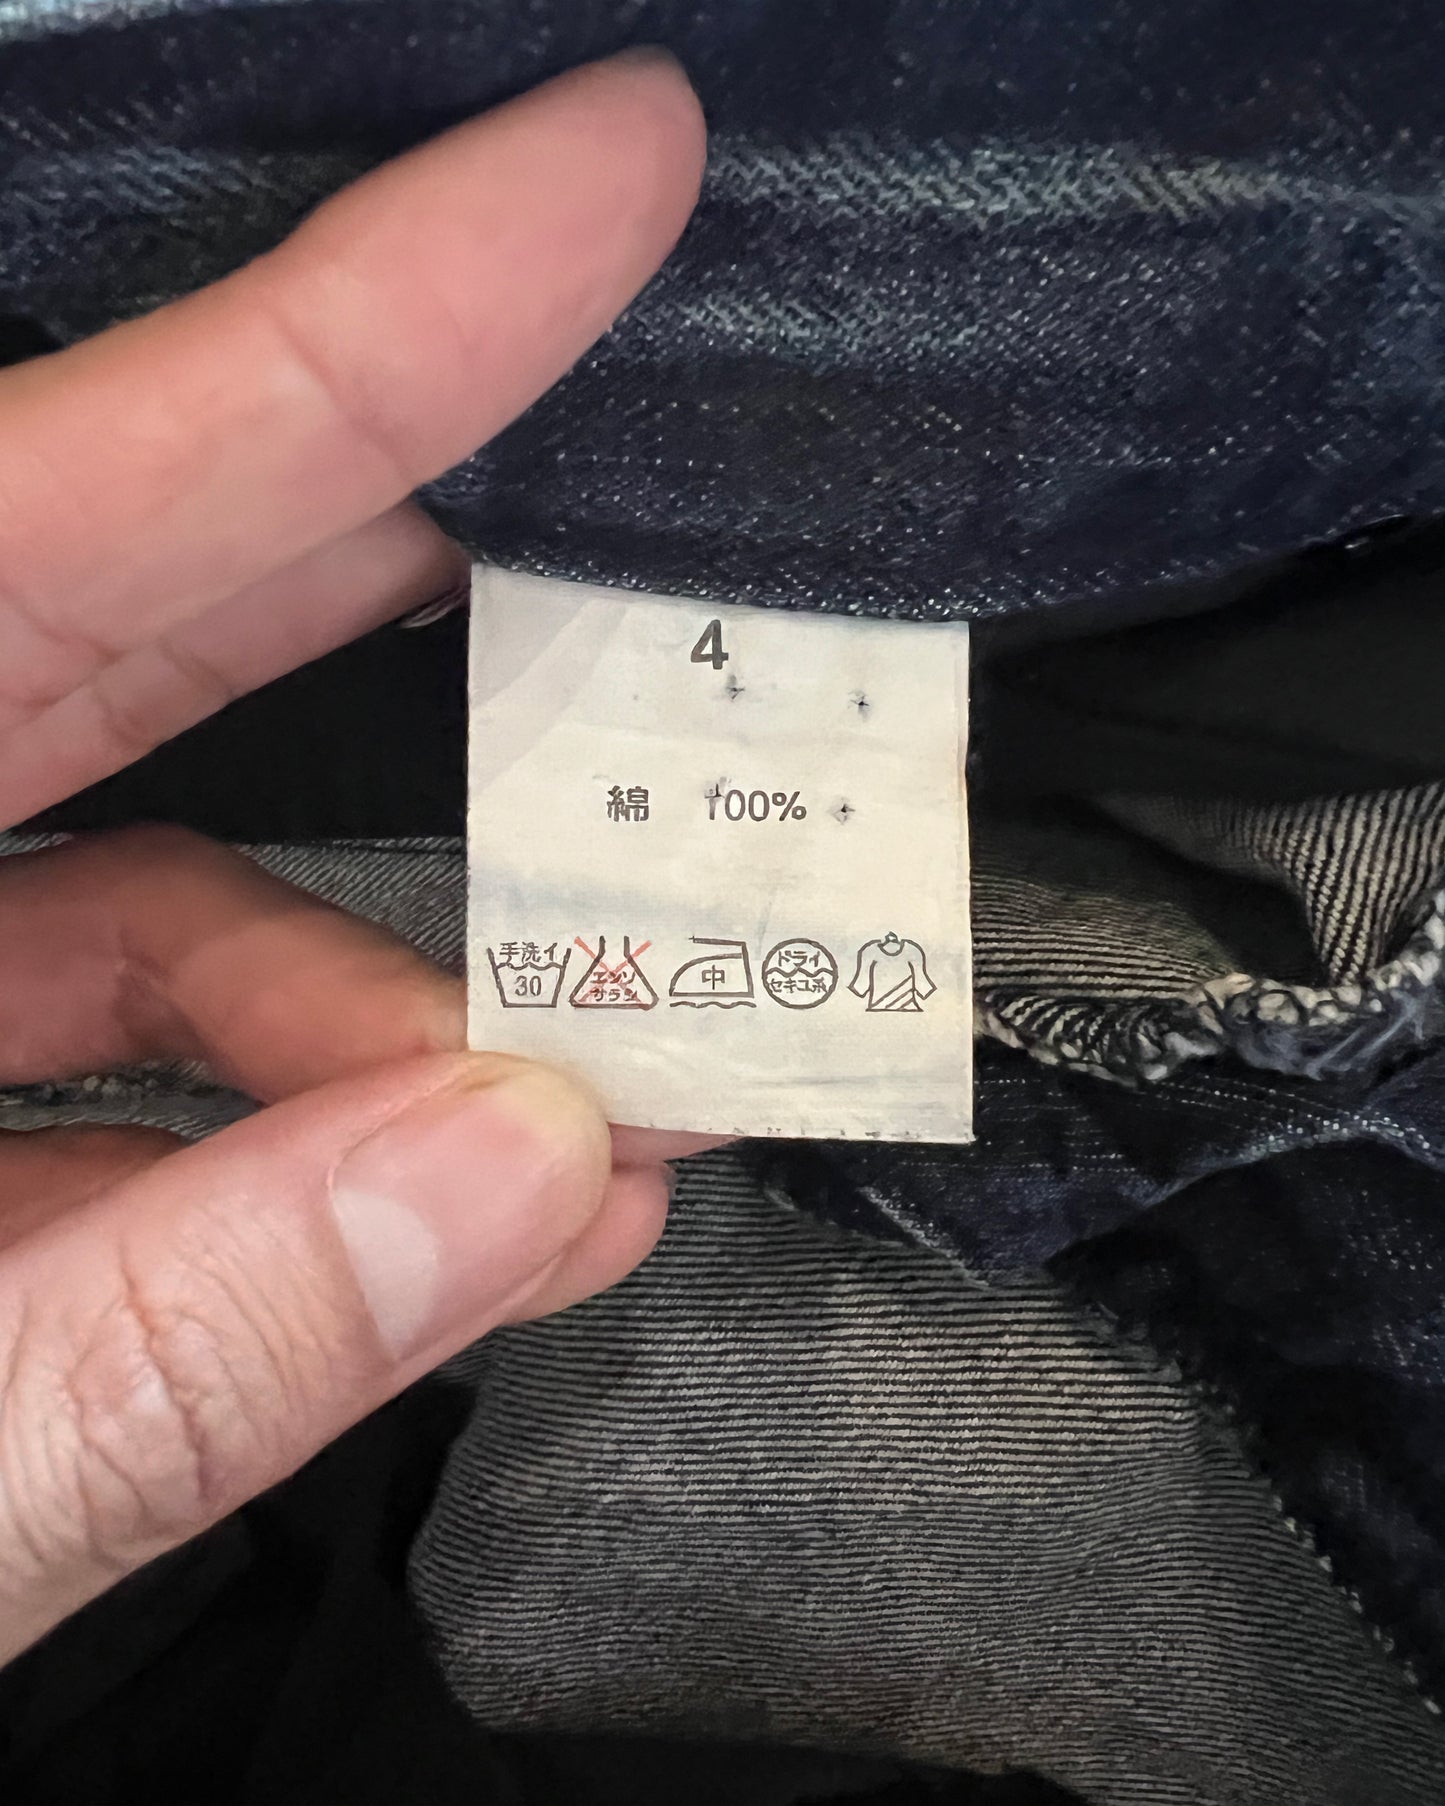 4
綿 100%
手洗イ
30
エンソ
サラシ
中
ドライ
セキユ系